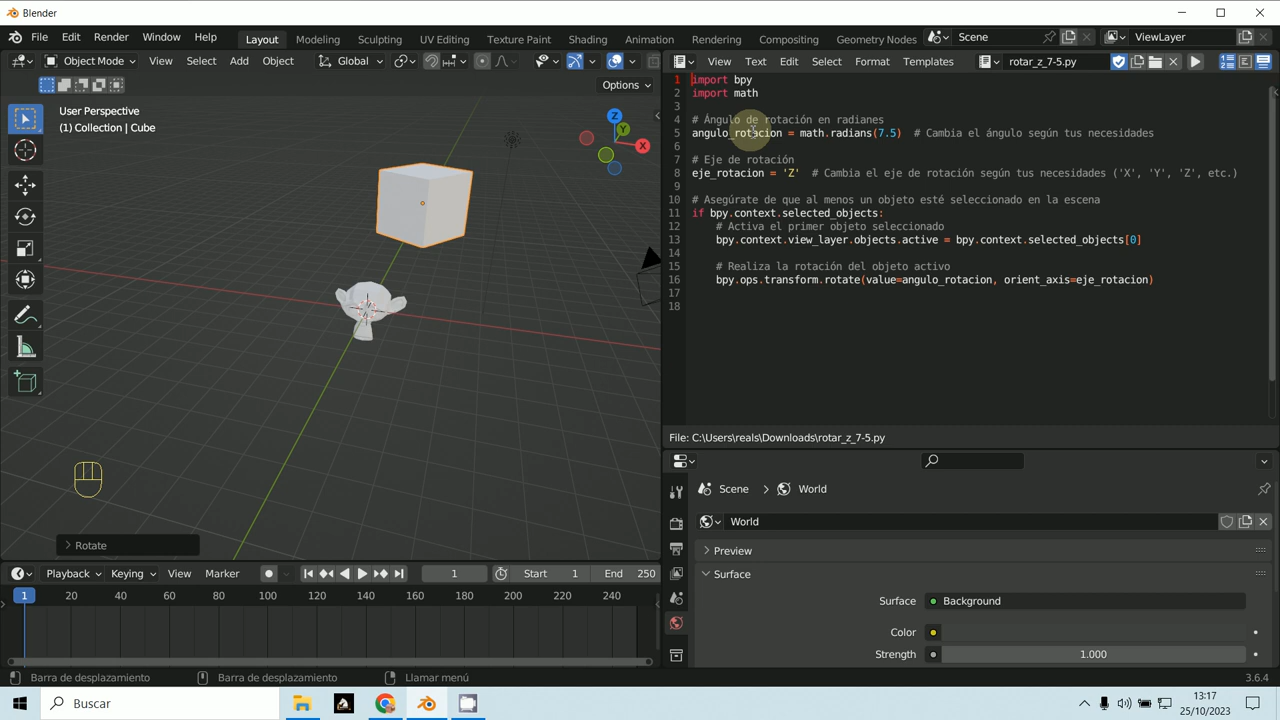 Blender
File Edit Render Window Help
Layout Modeling Sculpting UV Editing Texture Paint Shading Animation Rendering Compositing Geometry Nodes
Scene
ViewLayer
Object Mode View Select Add Object Global
Options
User Perspective
(1) Collection | Cube
Z
Y
X
Rotate
View Text Edit Select Format Templates rotar_z_7-5.py
1 import bpy
2 import math
3
4 # Ángulo de rotación en radianes
5 angulo_rotacion = math.radians(7.5)  # Cambia el ángulo según tus necesidades
6
7 # Eje de rotación
8 eje_rotacion = 'Z'  # Cambia el eje de rotación según tus necesidades ('X', 'Y', 'Z', etc.)
9
10 # Asegúrate de que al menos un objeto esté seleccionado en la escena
11 if bpy.context.selected_objects:
12     # Activa el primer objeto seleccionado
13     bpy.context.view_layer.objects.active = bpy.context.selected_objects[0]
14
15     # Realiza la rotación del objeto activo
16     bpy.ops.transform.rotate(value=angulo_rotacion, orient_axis=eje_rotacion)
17
18
File: C:\Users\reals\Downloads\rotar_z_7-5.py
Scene > World
World
Preview
Surface
Surface Background
Color
Strength 1.000
Playback Keying View Marker 1 Start 1 End 250
1 20 40 60 80 100 120 140 160 180 200 220 240
Barra de desplazamiento Barra de desplazamiento Llamar menú 3.6.4
Buscar
13:17
25/10/2023